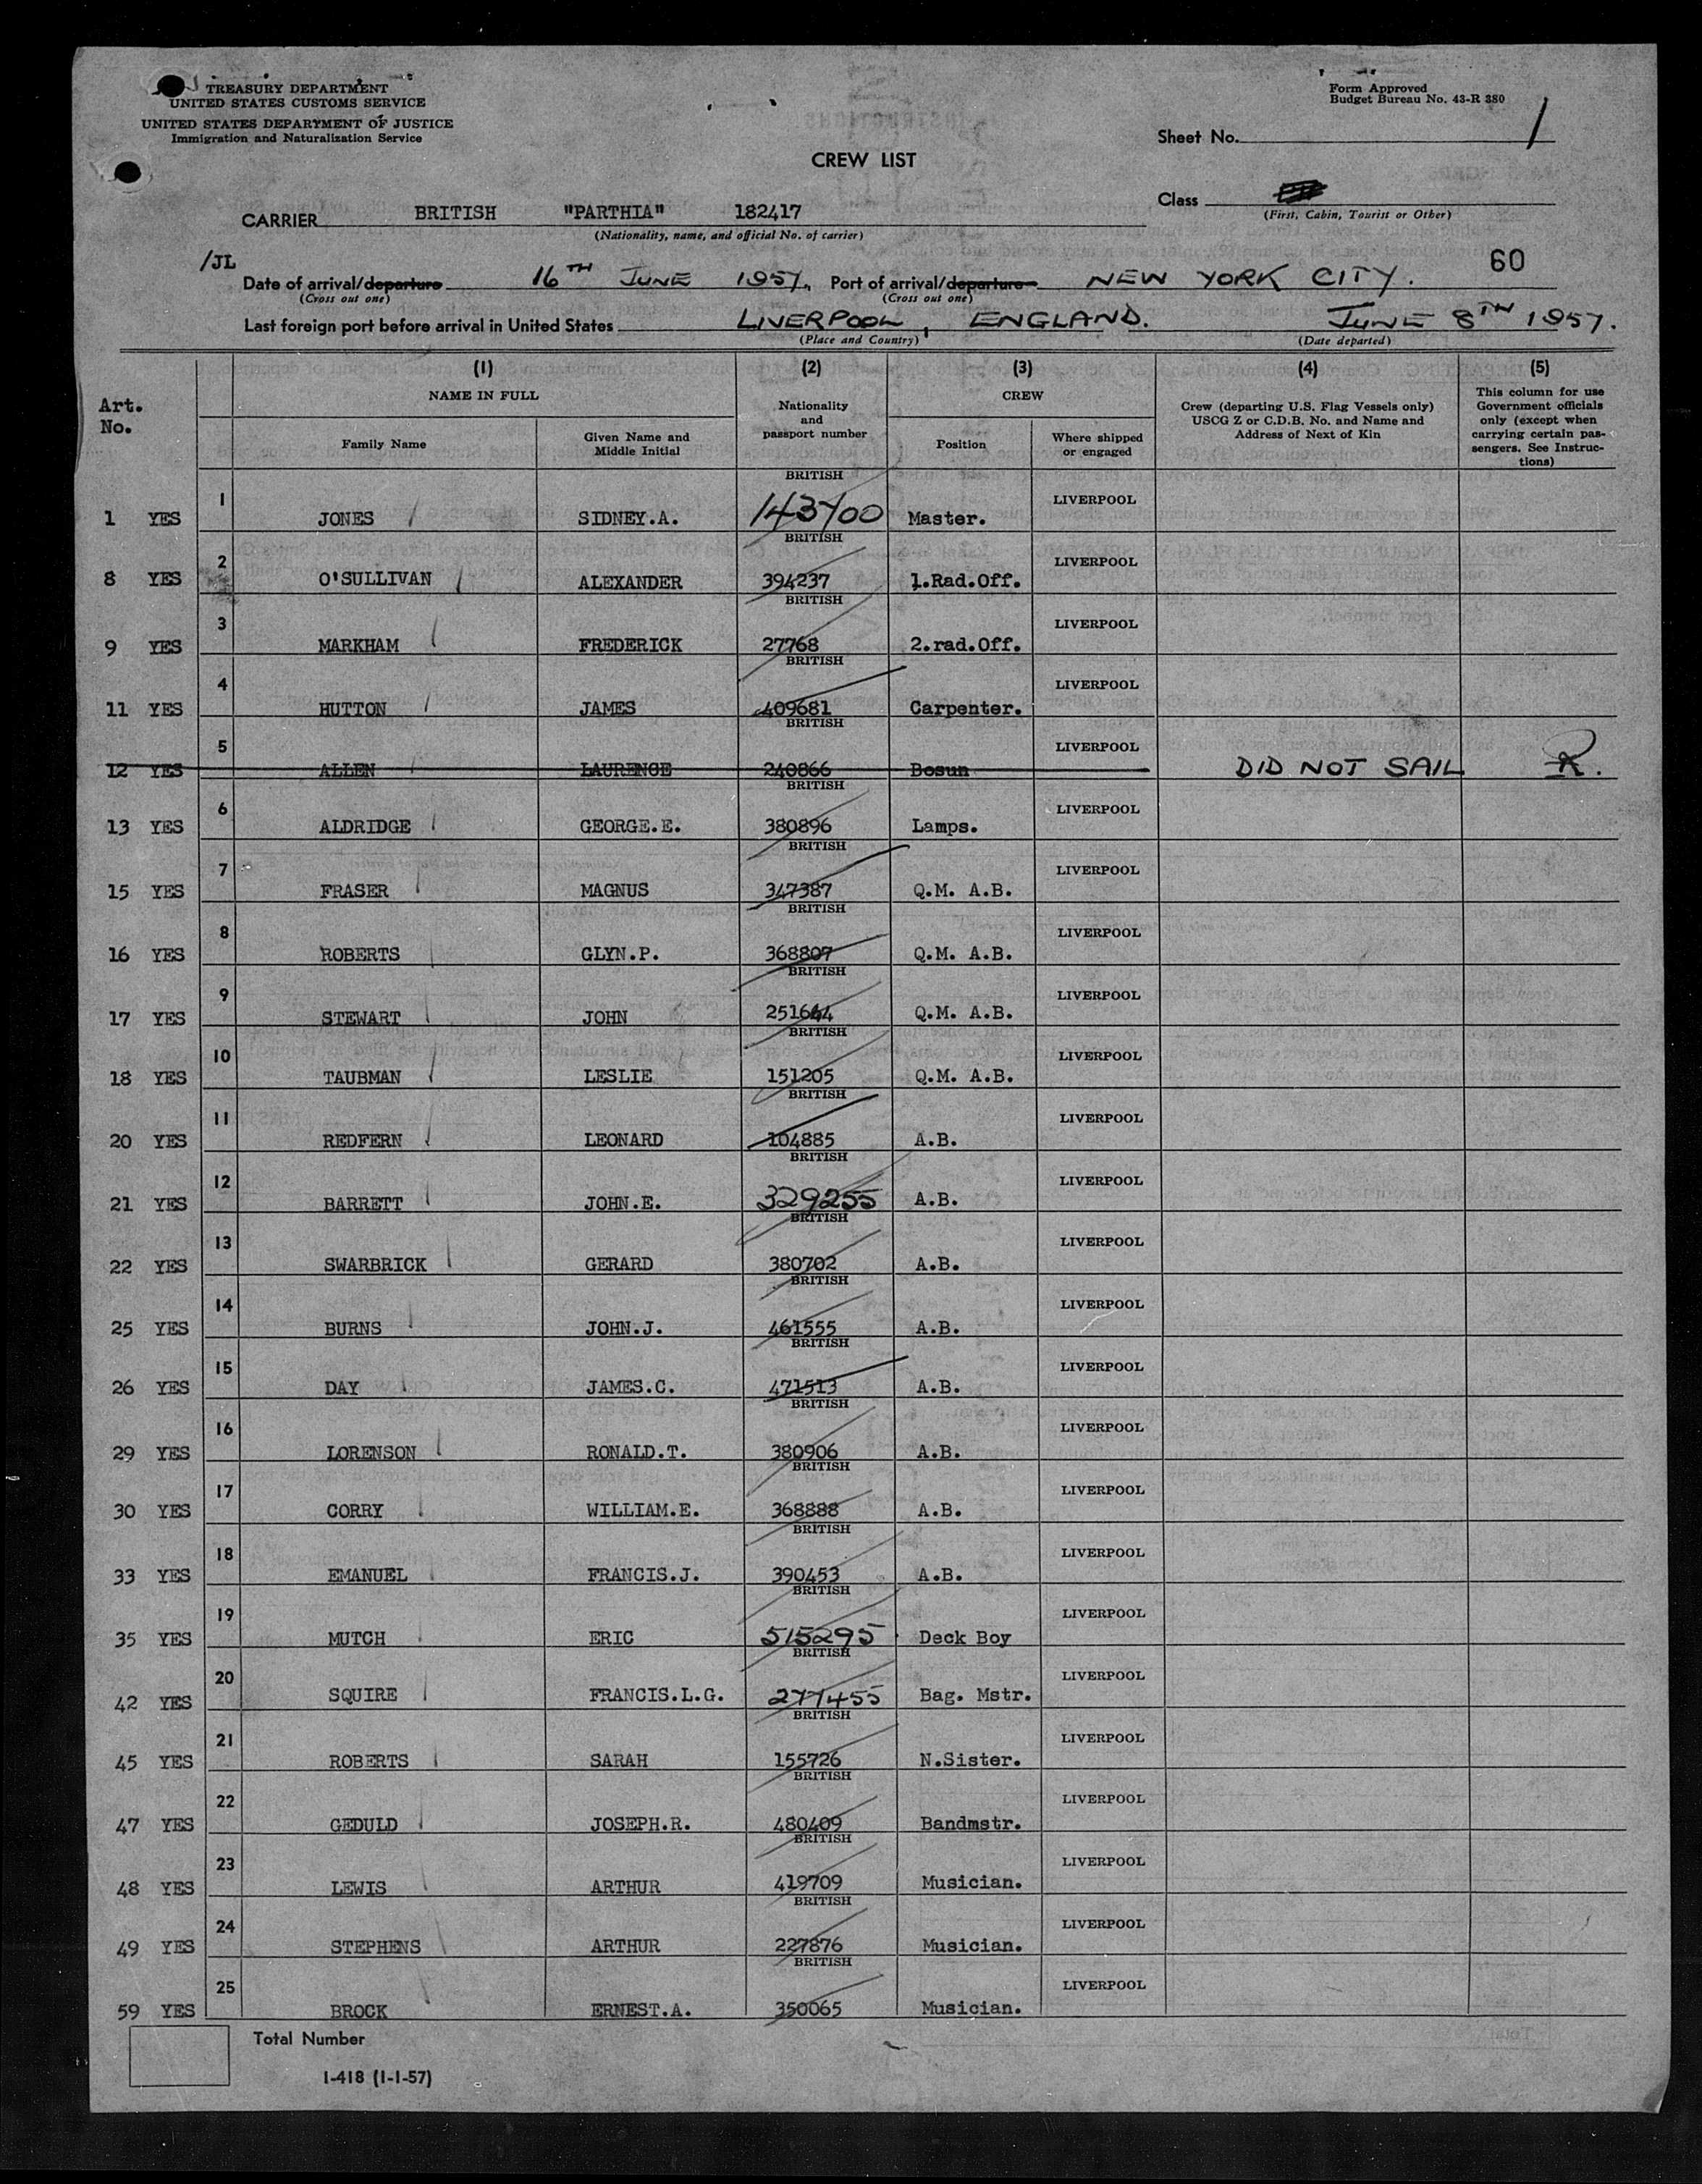 TREASURY DEPARTMENT
UNITED STATES CUSTOMS SERVICE
UNITED STATES DEPARTMENT OF JUSTICE
Immigration and Naturalization Service
Form Approved
Budget Bureau No. 43-R 380
Sheet No. 1
CREW LIST
Class
(First, Cabin, Tourist or Other)
CARRIER BRITISH "PARTHIA" 182417
(Nationality, name, and official No. of carrier)
/JL
60
Date of arrival/departure 16TH JUNE 1957, Port of arrival/departure NEW YORK CITY.
(Cross out one) (Cross out one)
Last foreign port before arrival in United States LIVERPOOL, ENGLAND. JUNE 8TH 1957.
(Place and Country) (Date departed)
Art. No. (1) (2) (3) (4) (5)
NAME IN FULL Nationality and passport number CREW Crew (departing U.S. Flag Vessels only) USCG Z or C.D.B. No. and Name and Address of Next of Kin This column for use Government officials only (except when carrying certain passengers. See Instructions)
Family Name Given Name and Middle Initial Position Where shipped or engaged
1 YES 1 JONES SIDNEY.A. BRITISH 143700 Master. LIVERPOOL
8 YES 2 O'SULLIVAN ALEXANDER BRITISH 394237 1.Rad.Off. LIVERPOOL
9 YES 3 MARKHAM FREDERICK BRITISH 27768 2.rad.Off. LIVERPOOL
11 YES 4 HUTTON JAMES BRITISH 409681 Carpenter. LIVERPOOL
12 YES 5 ALLEN LAURENCE BRITISH 240866 Bosun LIVERPOOL DID NOT SAIL R.
13 YES 6 ALDRIDGE GEORGE.E. BRITISH 380896 Lamps. LIVERPOOL
15 YES 7 FRASER MAGNUS BRITISH 347387 Q.M. A.B. LIVERPOOL
16 YES 8 ROBERTS GLYN.P. BRITISH 368807 Q.M. A.B. LIVERPOOL
17 YES 9 STEWART JOHN BRITISH 251644 Q.M. A.B. LIVERPOOL
18 YES 10 TAUBMAN LESLIE BRITISH 151205 Q.M. A.B. LIVERPOOL
20 YES 11 REDFERN LEONARD BRITISH 104885 A.B. LIVERPOOL
21 YES 12 BARRETT JOHN.E. BRITISH 329255 A.B. LIVERPOOL
22 YES 13 SWARBRICK GERARD BRITISH 380702 A.B. LIVERPOOL
25 YES 14 BURNS JOHN.J. BRITISH 461555 A.B. LIVERPOOL
26 YES 15 DAY JAMES.C. BRITISH 471513 A.B. LIVERPOOL
29 YES 16 LORENSON RONALD.T. BRITISH 380906 A.B. LIVERPOOL
30 YES 17 CORRY WILLIAM.E. BRITISH 368888 A.B. LIVERPOOL
33 YES 18 EMANUEL FRANCIS.J. BRITISH 390453 A.B. LIVERPOOL
35 YES 19 MUTCH ERIC BRITISH 515295 Deck Boy LIVERPOOL
42 YES 20 SQUIRE FRANCIS.L.G. BRITISH 277455 Bag. Mstr. LIVERPOOL
45 YES 21 ROBERTS SARAH BRITISH 155726 N.Sister. LIVERPOOL
47 YES 22 GEDULD JOSEPH.R. BRITISH 480409 Bandmstr. LIVERPOOL
48 YES 23 LEWIS ARTHUR BRITISH 419709 Musician. LIVERPOOL
49 YES 24 STEPHENS ARTHUR BRITISH 227876 Musician. LIVERPOOL
59 YES 25 BROCK ERNEST.A. BRITISH 350065 Musician. LIVERPOOL
Total Number
I-418 (1-1-57)